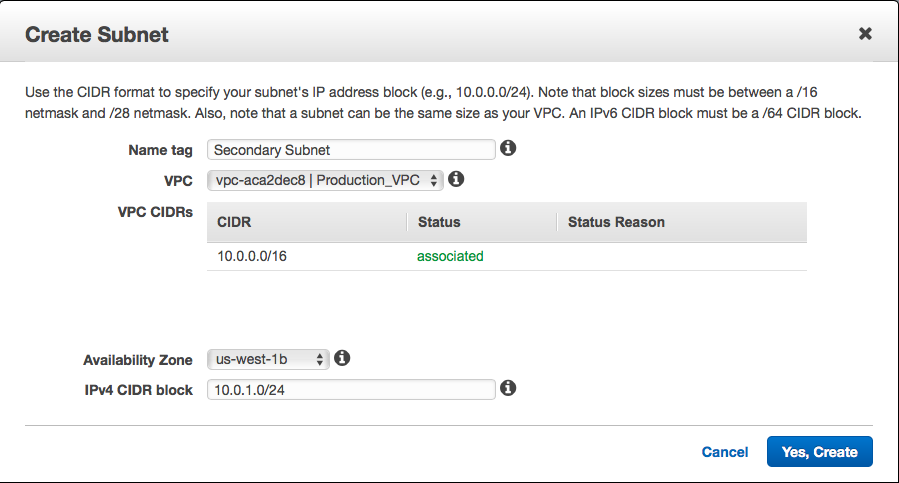 Create Subnet
Use the CIDR format to specify your subnet's IP address block (e.g., 10.0.0.0/24). Note that block sizes must be between a /16
netmask and /28 netmask. Also, note that a subnet can be the same size as your VPC. An IPv6 CIDR block must be a /64 CIDR block.
Name tag Secondary Subnet
VPC vpc-aca2dec8 | Production_VPC
VPC CIDRs CIDR Status Status Reason
10.0.0.0/16 associated
Availability Zone us-west-1b
IPv4 CIDR block 10.0.1.0/24
Cancel Yes, Create